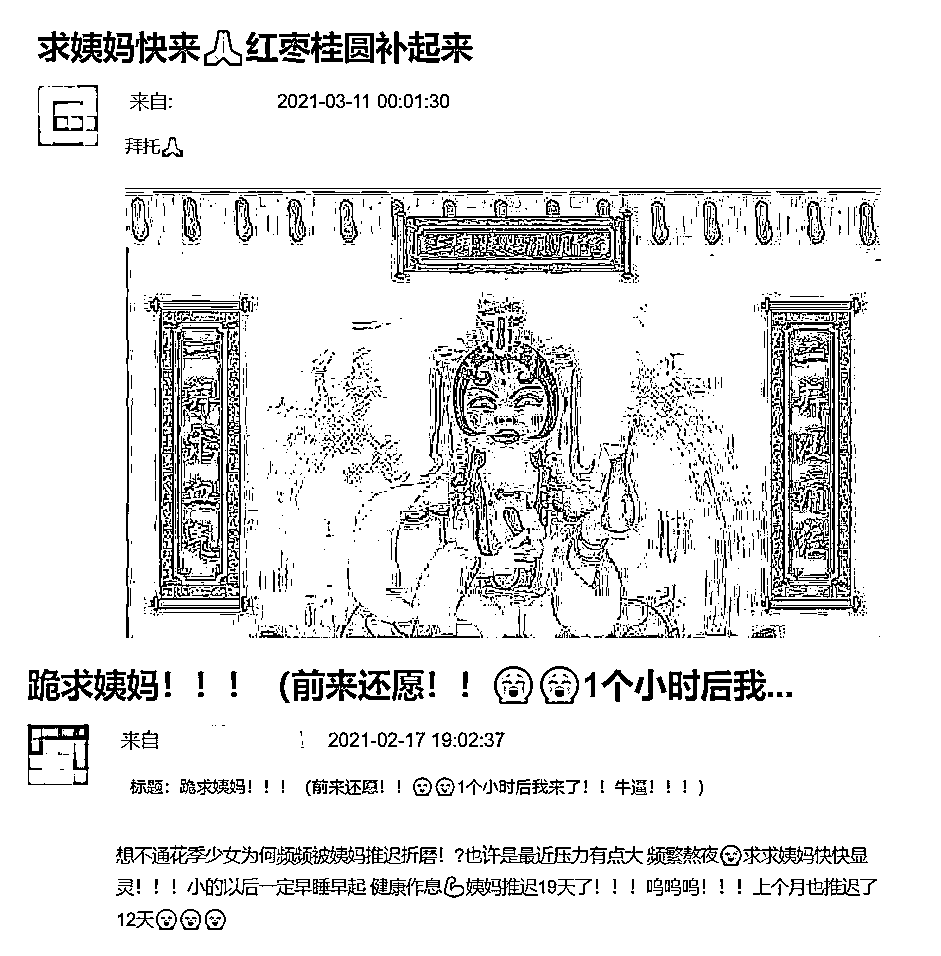 求姨妈快来🙏红枣桂圆补起来
来自:
2021-03-11 00:01:30
拜托🙏
跪求姨妈！！！（前来还愿！！😭😭1个小时后我...
来自
2021-02-17 19:02:37
标题：跪求姨妈！！！（前来还愿！！😭😭1个小时后我来了！！牛逼！！！）
想不通花季少女为何频频被姨妈推迟折磨！?也许是最近压力有点大 频繁熬夜😭求求姨妈快快显
灵！！！小的以后一定早睡早起 健康作息💪姨妈推迟19天了！！！呜呜呜！！！上个月也推迟了
12天😭😭😭